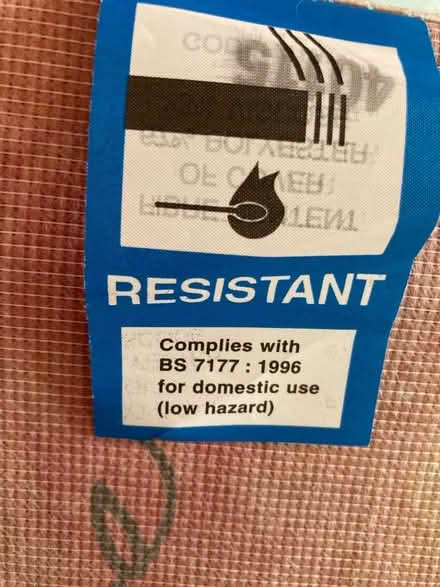 RESISTANT
Complies with
BS 7177 : 1996
for domestic use
(low hazard)